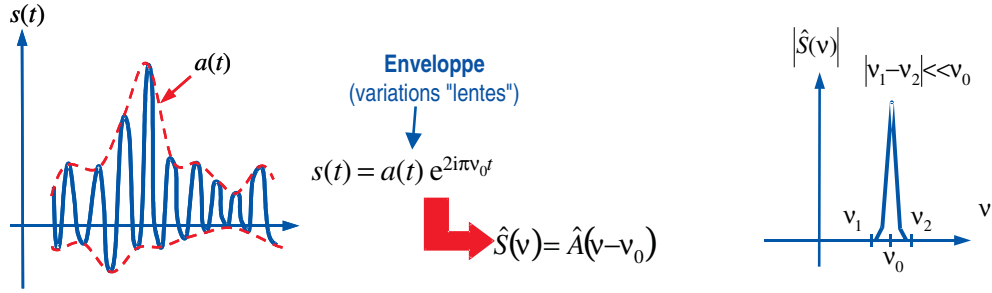 s(t)
a(t)
Enveloppe
(variations "lentes")
s(t) = a(t) e^{2iπν₀t}
Ŝ(ν) = Â(ν−ν₀)
|Ŝ(ν)|
|ν₁−ν₂|<<ν₀
ν₁ ν₂ ν
ν₀